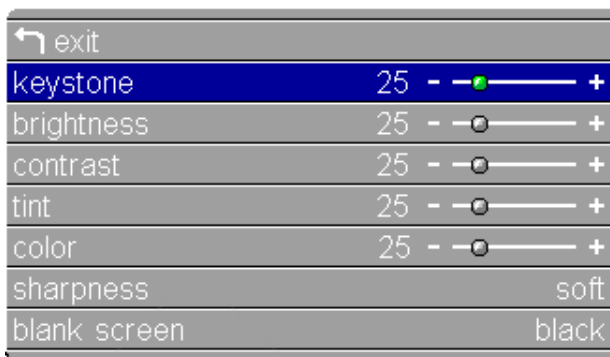 exit
keystone 25 - +
brightness 25 - +
contrast 25 - +
tint 25 - +
color 25 - +
sharpness soft
blank screen black